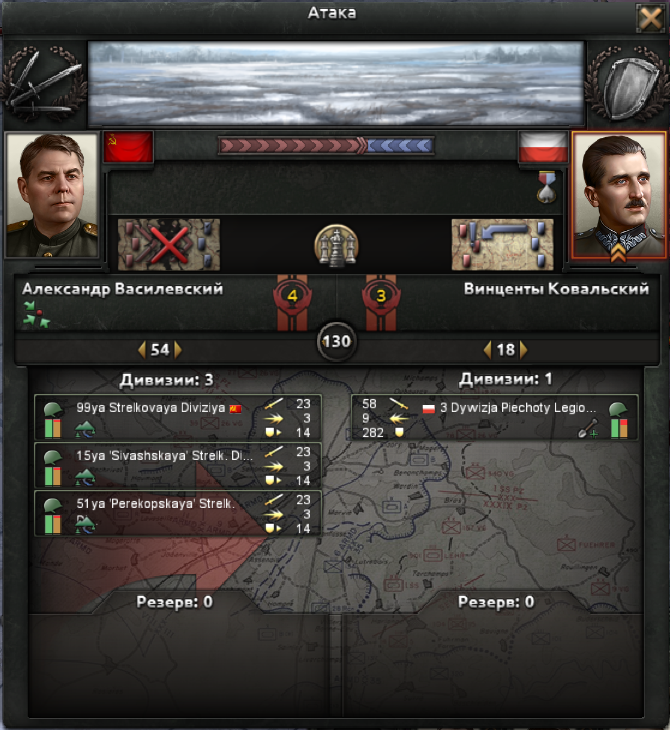 Атака
Александр Василевский
4
3
Винценты Ковальский
54
130
18
Дивизии: 3
Дивизии: 1
99ya Strelkovaya Diviziya
23
3
14
58
9
282
3 Dywizja Piechoty Legio...
15ya 'Sivashskaya' Strelk. Di...
23
3
14
51ya 'Perekopskaya' Strelk.
23
3
14
Резерв: 0
Резерв: 0